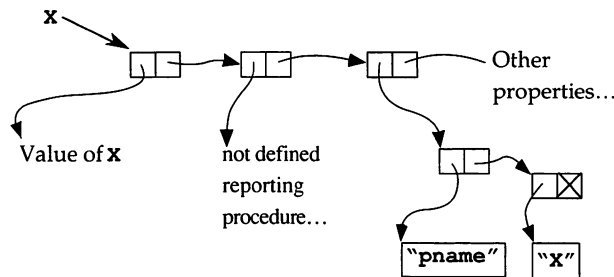 X
Other
properties…
Value of X
not defined
reporting
procedure…
"pname"
"X"